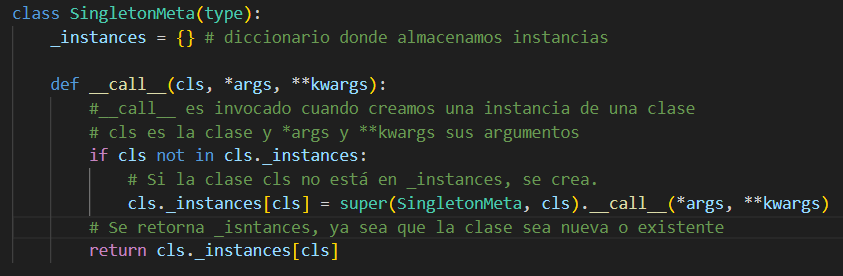 class SingletonMeta(type):
    _instances = {} # diccionario donde almacenamos instancias

    def __call__(cls, *args, **kwargs):
        #__call__ es invocado cuando creamos una instancia de una clase
        # cls es la clase y *args y **kwargs sus argumentos
        if cls not in cls._instances:
            # Si la clase cls no está en _instances, se crea.
            cls._instances[cls] = super(SingletonMeta, cls).__call__(*args, **kwargs)
        # Se retorna _isntances, ya sea que la clase sea nueva o existente
        return cls._instances[cls]